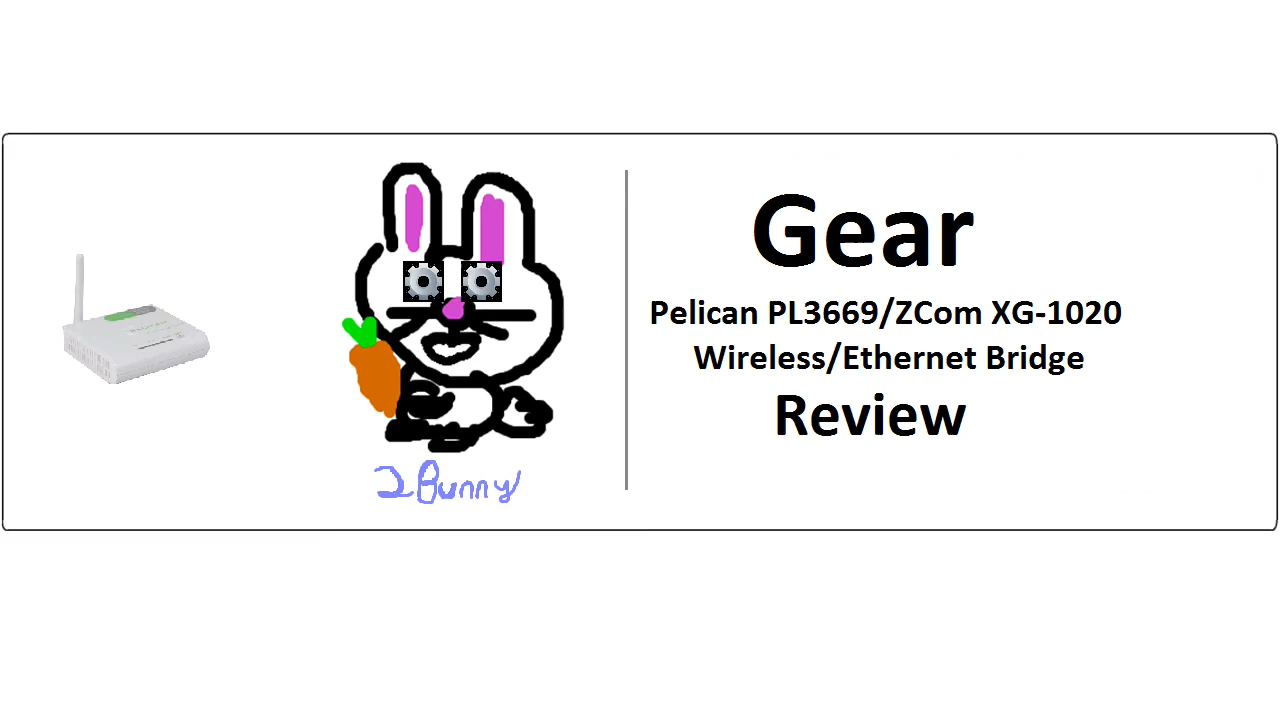 Gear
Pelican PL3669/ZCom XG-1020
Wireless/Ethernet Bridge
Review
2Bunny